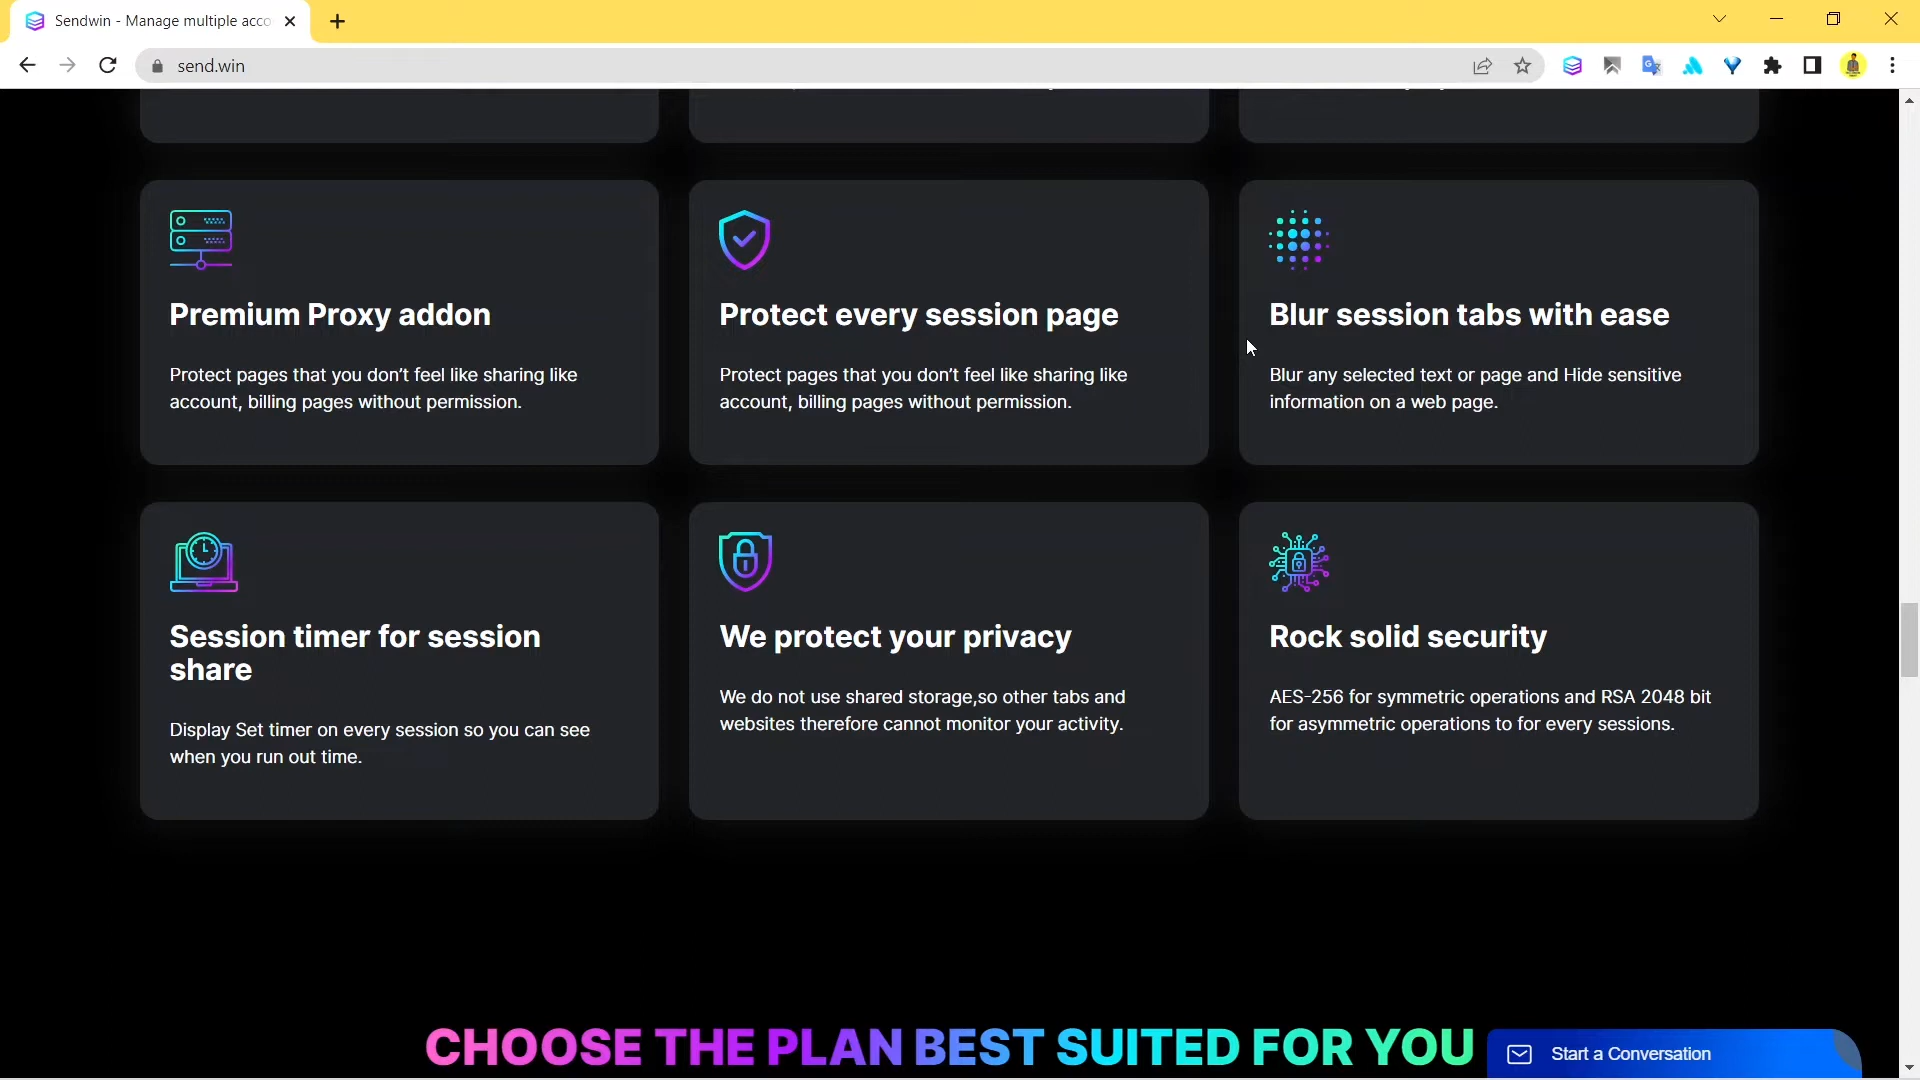 Sendwin - Manage multiple acco
send.win
Premium Proxy addon
Protect pages that you don't feel like sharing like
account, billing pages without permission.
Protect every session page
Protect pages that you don't feel like sharing like
account, billing pages without permission.
Blur session tabs with ease
Blur any selected text or page and Hide sensitive
information on a web page.
Session timer for session
share
Display Set timer on every session so you can see
when you run out time.
We protect your privacy
We do not use shared storage,so other tabs and
websites therefore cannot monitor your activity.
Rock solid security
AES-256 for symmetric operations and RSA 2048 bit
for asymmetric operations to for every sessions.
CHOOSE THE PLAN BEST SUITED FOR YOU
Start a Conversation